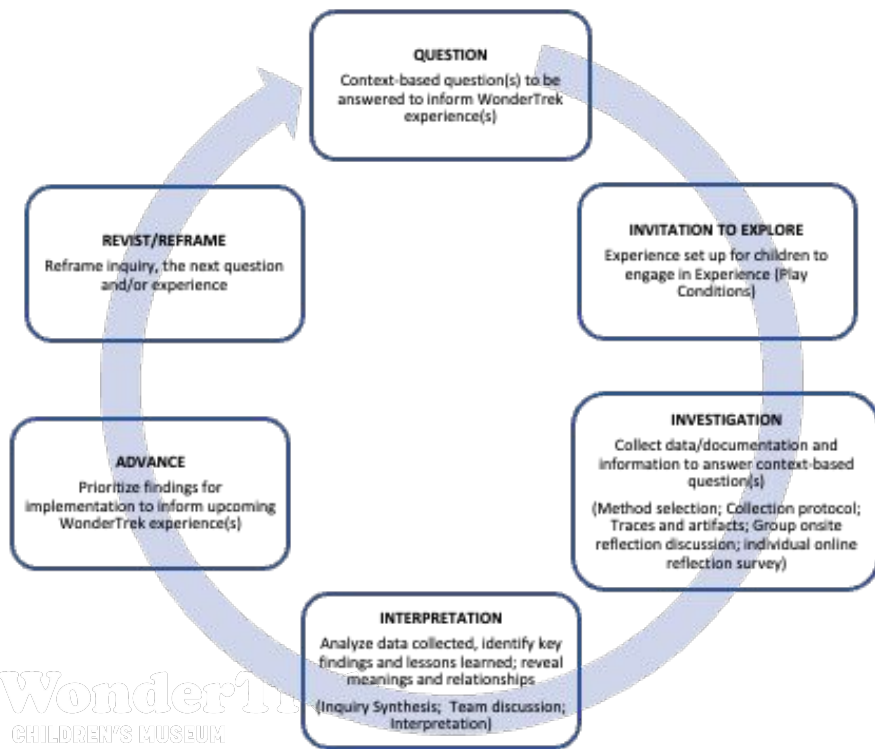 QUESTION
Context-based question(s) to be
answered to inform WonderTrek
experience(s)
INVITATION TO EXPLORE
Experience set up for children to
engage in Experience (Play
Conditions)
INVESTIGATION
Collect data/documentation and
information to answer context-based
question(s)
(Method selection; Collection protocol;
Traces and artifacts; Group onsite
reflection discussion; individual online
reflection survey)
INTERPRETATION
Analyze data collected, identify key
findings and lessons learned; reveal
meanings and relationships
(Inquiry Synthesis; Team discussion;
Interpretation)
ADVANCE
Prioritize findings for
implementation to inform upcoming
WonderTrek experience(s)
REVIST/REFRAME
Reframe inquiry, the next question
and/or experience
WonderTr
CHILDREN'S MUSEUM